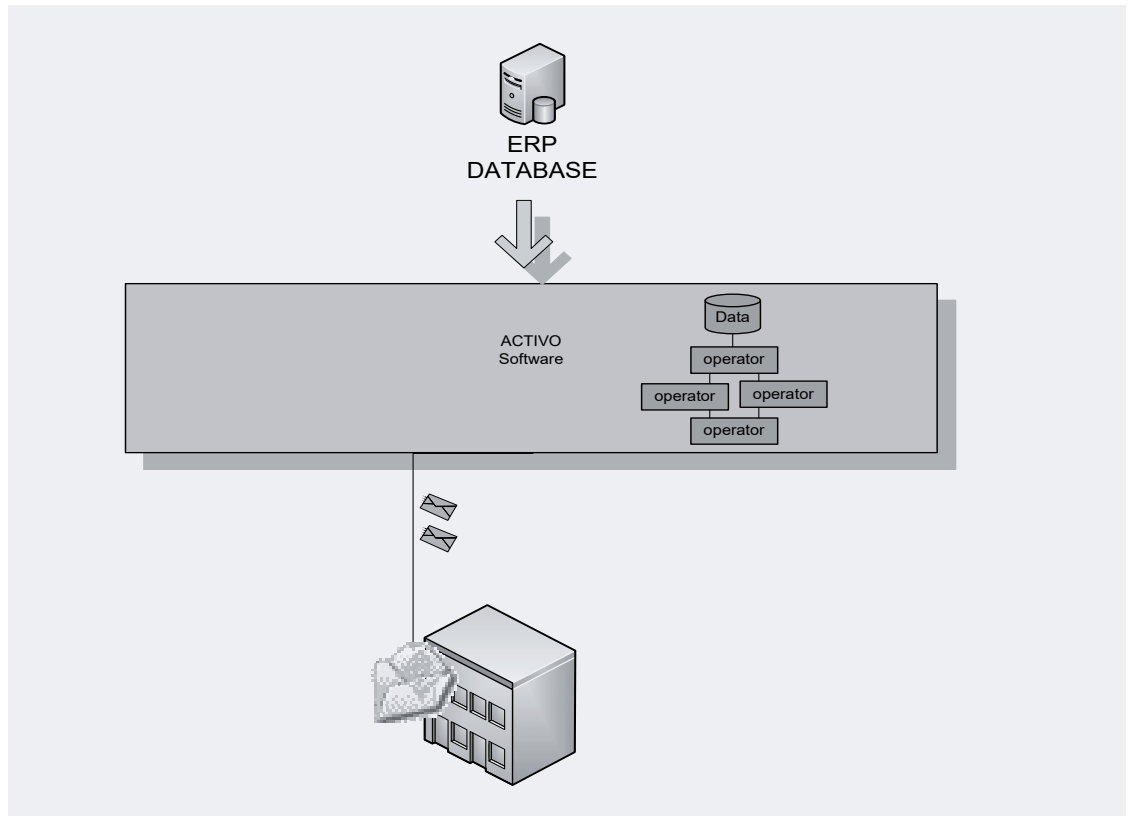 ERP
DATABASE
ACTIVO
Software
Data
operator
operator
operator
operator